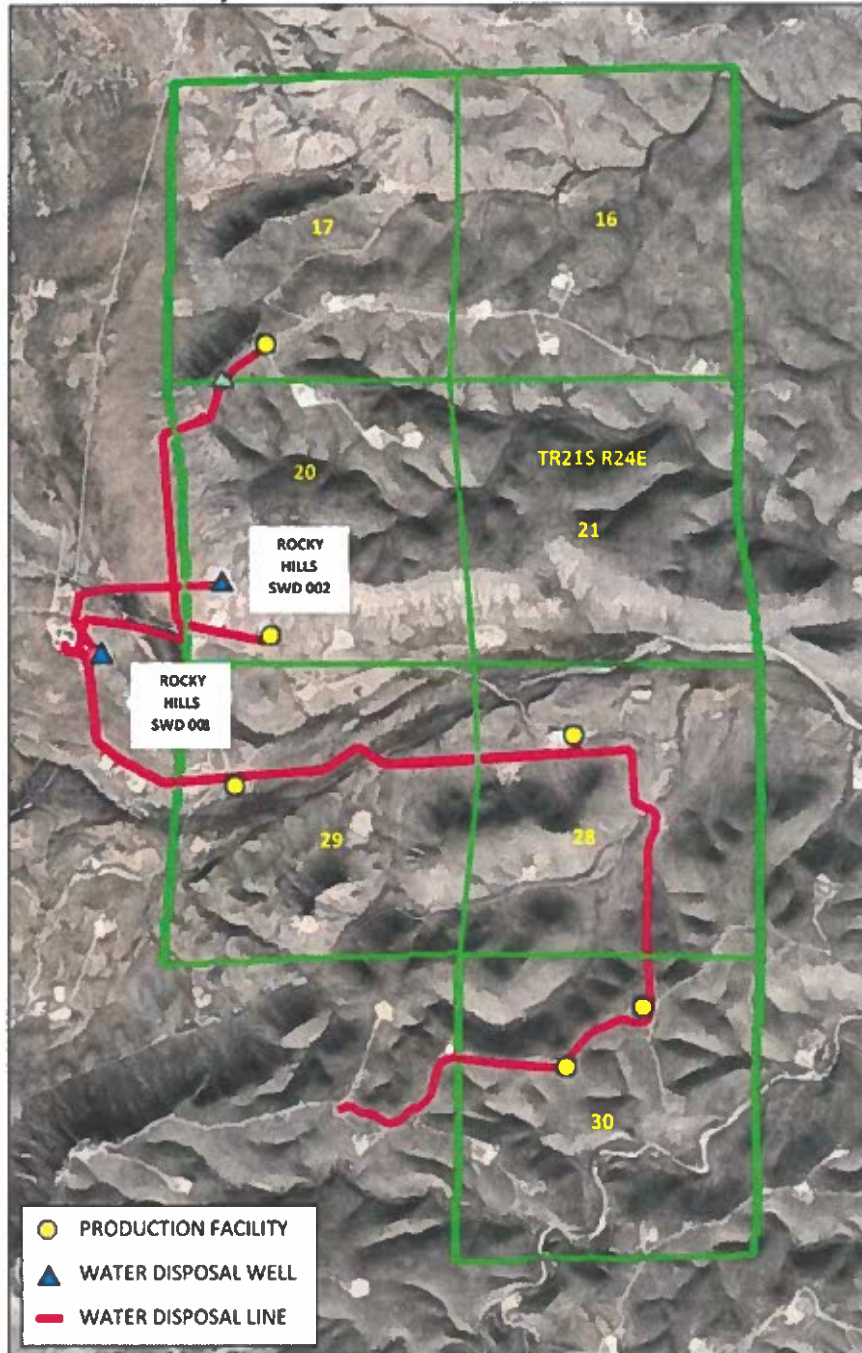 17
16
20
TR21S R24E
21
ROCKY
HILLS
SWD 002
ROCKY
HILLS
SWD 001
29
28
30
PRODUCTION FACILITY
WATER DISPOSAL WELL
WATER DISPOSAL LINE